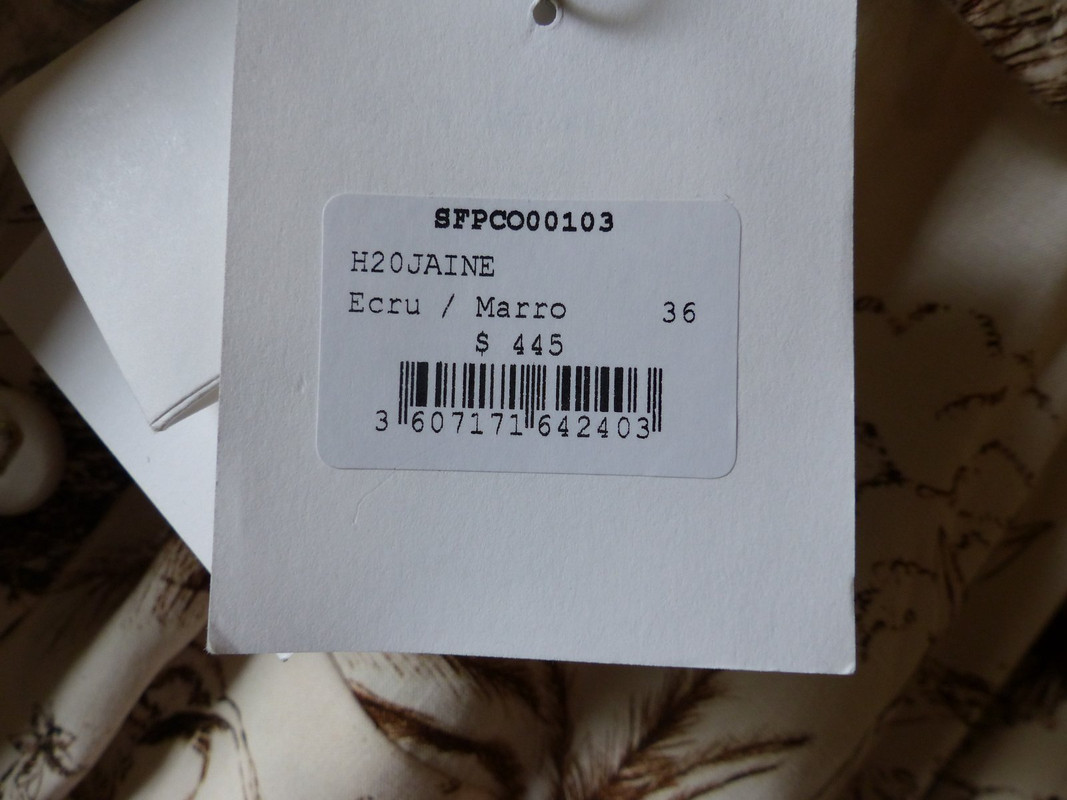 SFPCO00103
H20JAINE
Ecru / Marro 36
$ 445
3 607171 642403